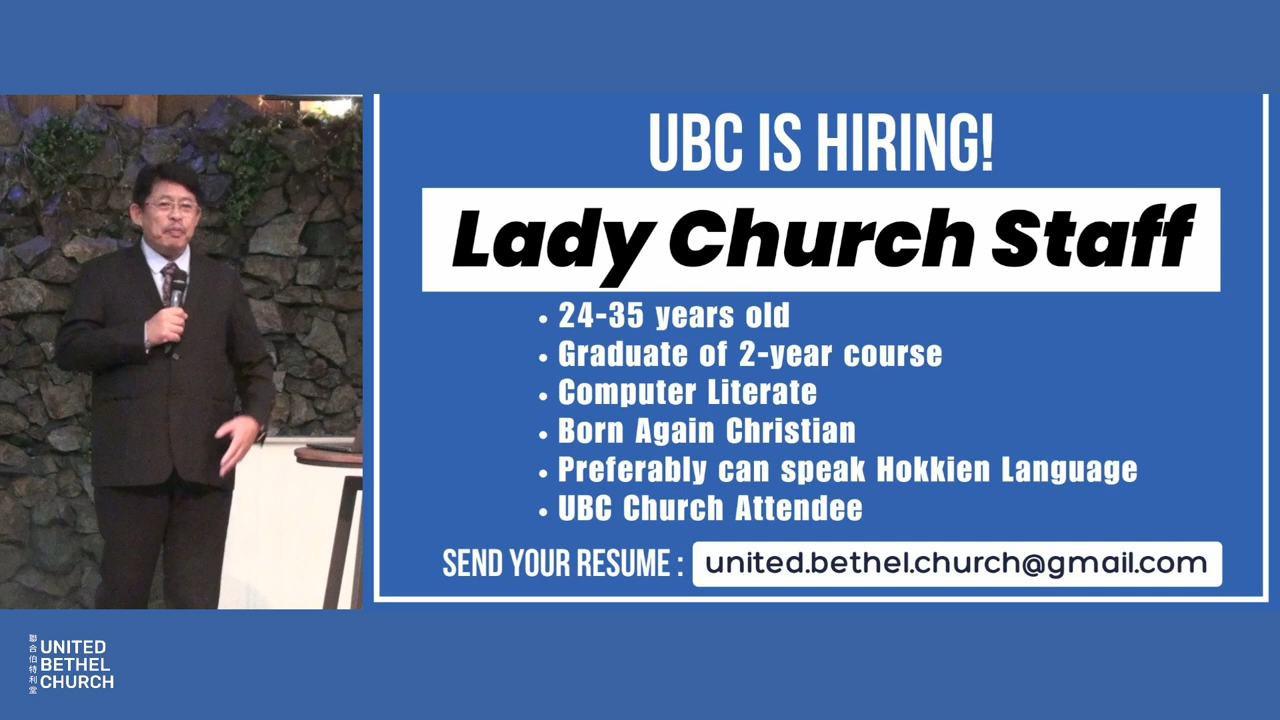 UBC IS HIRING!
Lady Church Staff
• 24-35 years old
• Graduate of 2-year course
• Computer Literate
• Born Again Christian
• Preferably can speak Hokkien Language
• UBC Church Attendee
SEND YOUR RESUME : united.bethel.church@gmail.com
聯合伯特利堂
UNITED
BETHEL
CHURCH